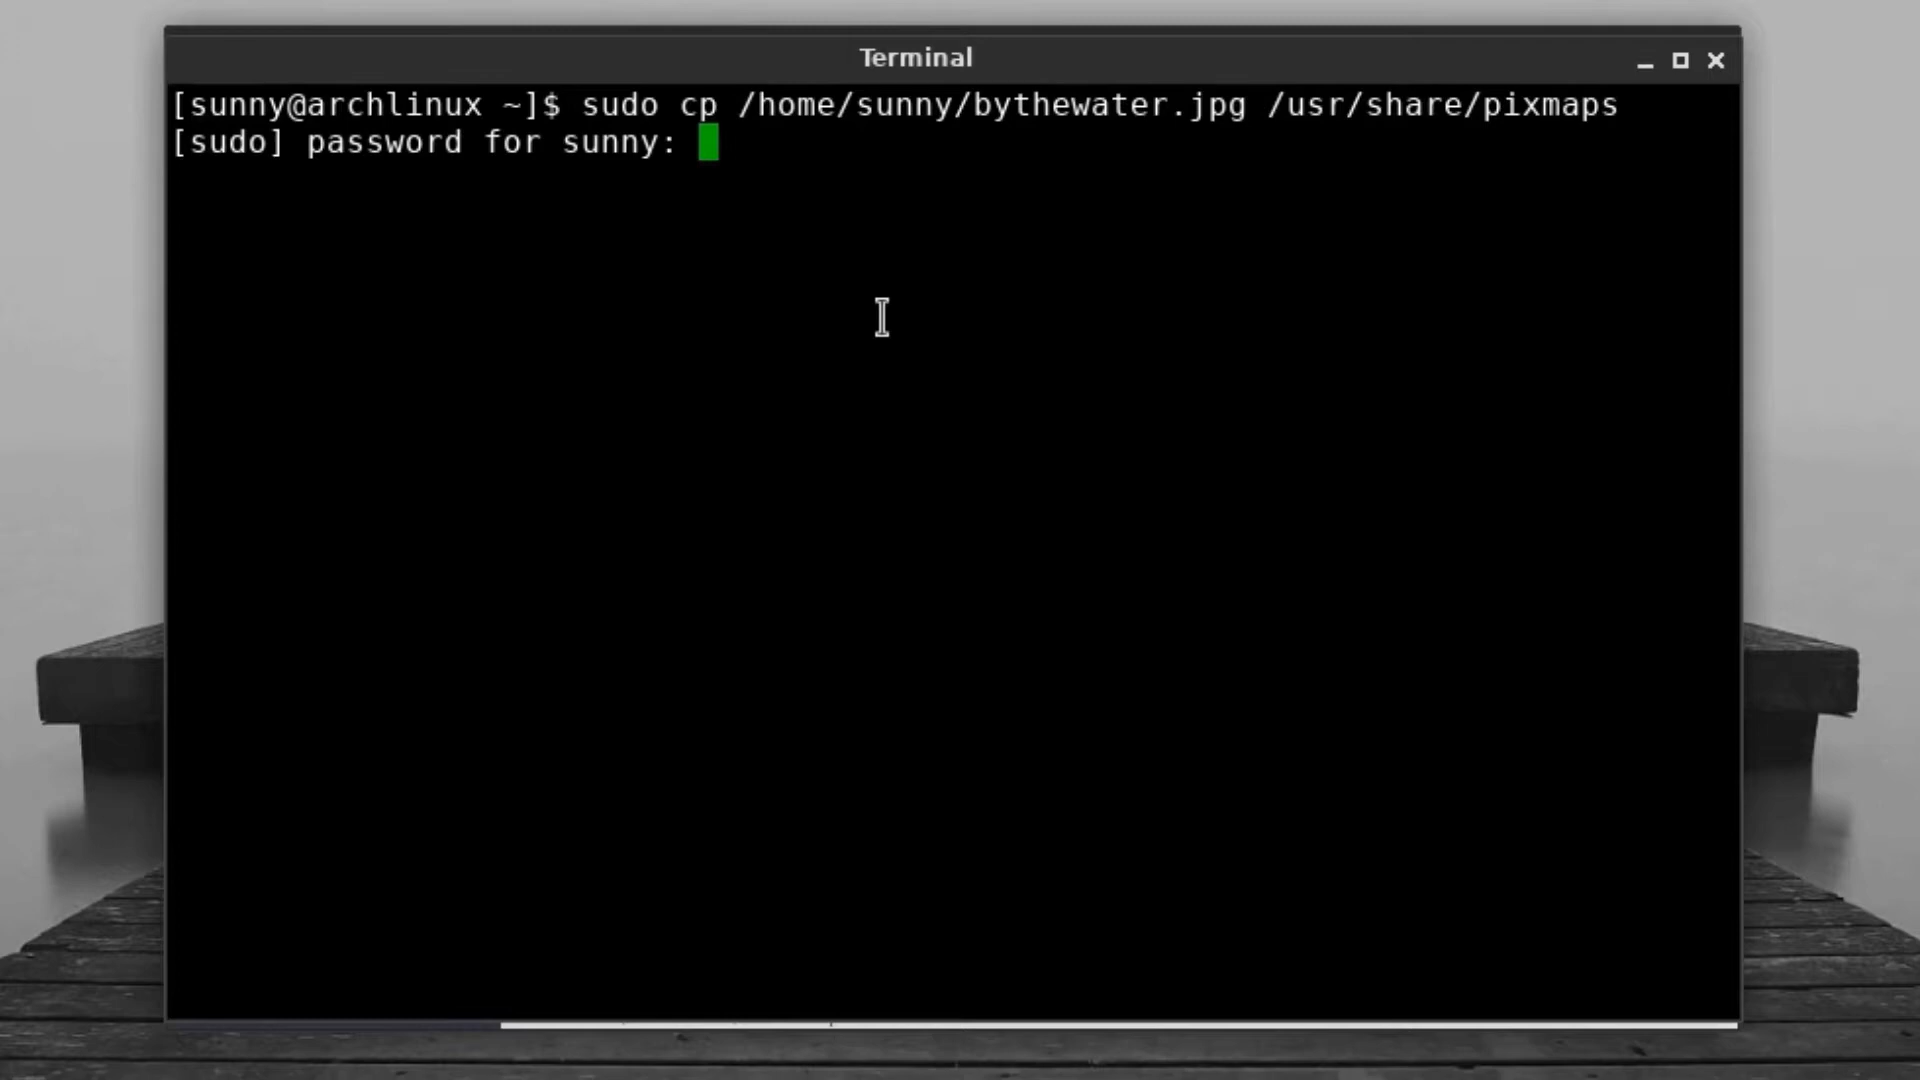 Terminal
[sunny@archlinux ~]$ sudo cp /home/sunny/bythewater.jpg /usr/share/pixmaps
[sudo] password for sunny: